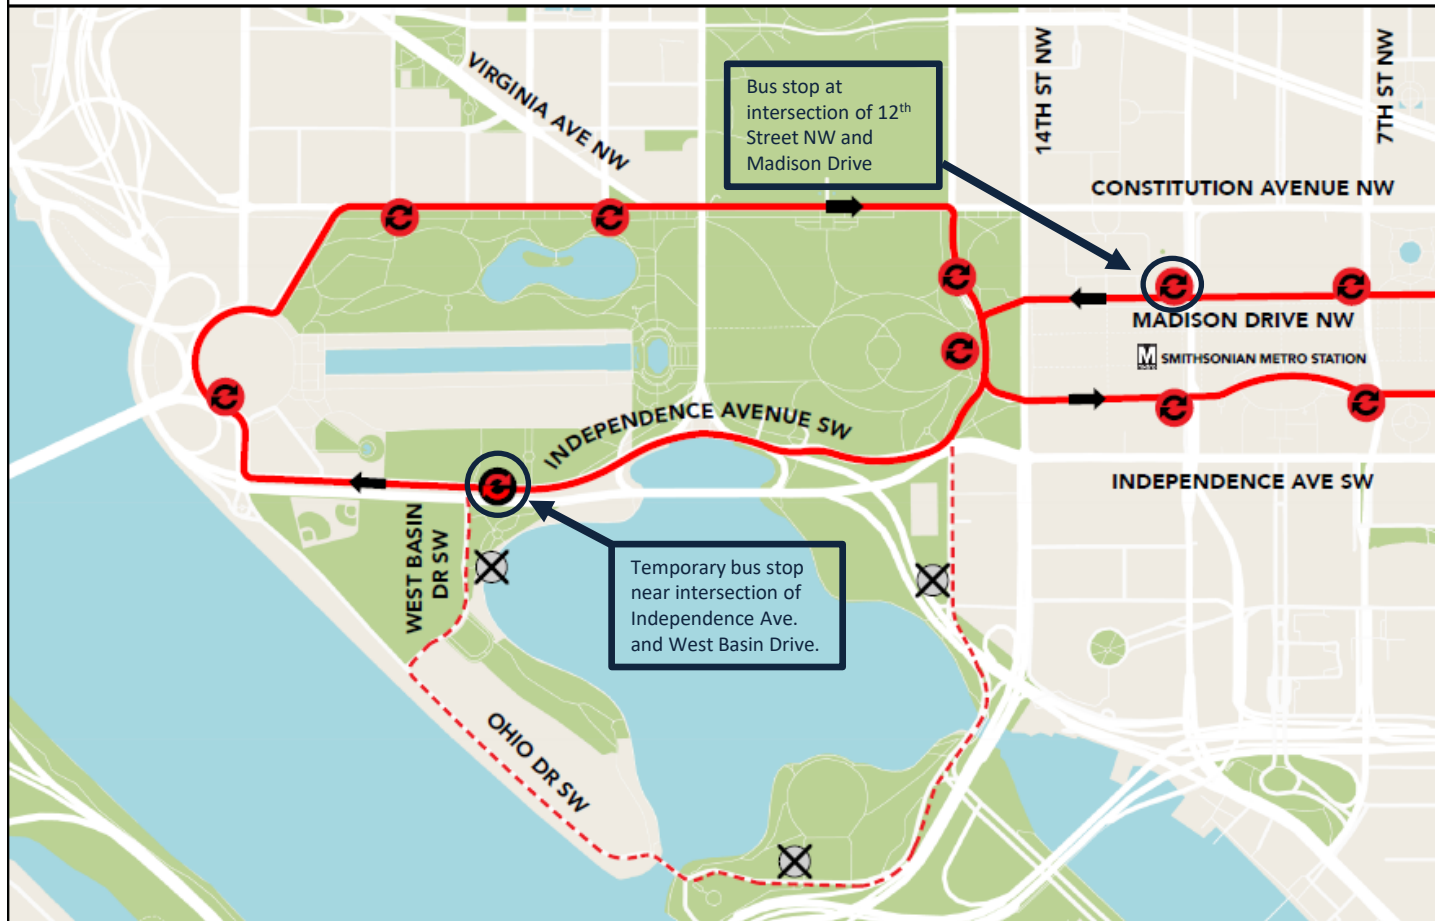 VIRGINIA AVE NW
Bus stop at
intersection of 12th
Street NW and
Madison Drive
14TH ST NW
7TH ST NW
CONSTITUTION AVENUE NW
MADISON DRIVE NW
M
SMITHSONIAN METRO STATION
INDEPENDENCE AVENUE SW
INDEPENDENCE AVE SW
WEST BASIN
DR SW
Temporary bus stop
near intersection of
Independence Ave.
and West Basin Drive.
OHIO DR SW